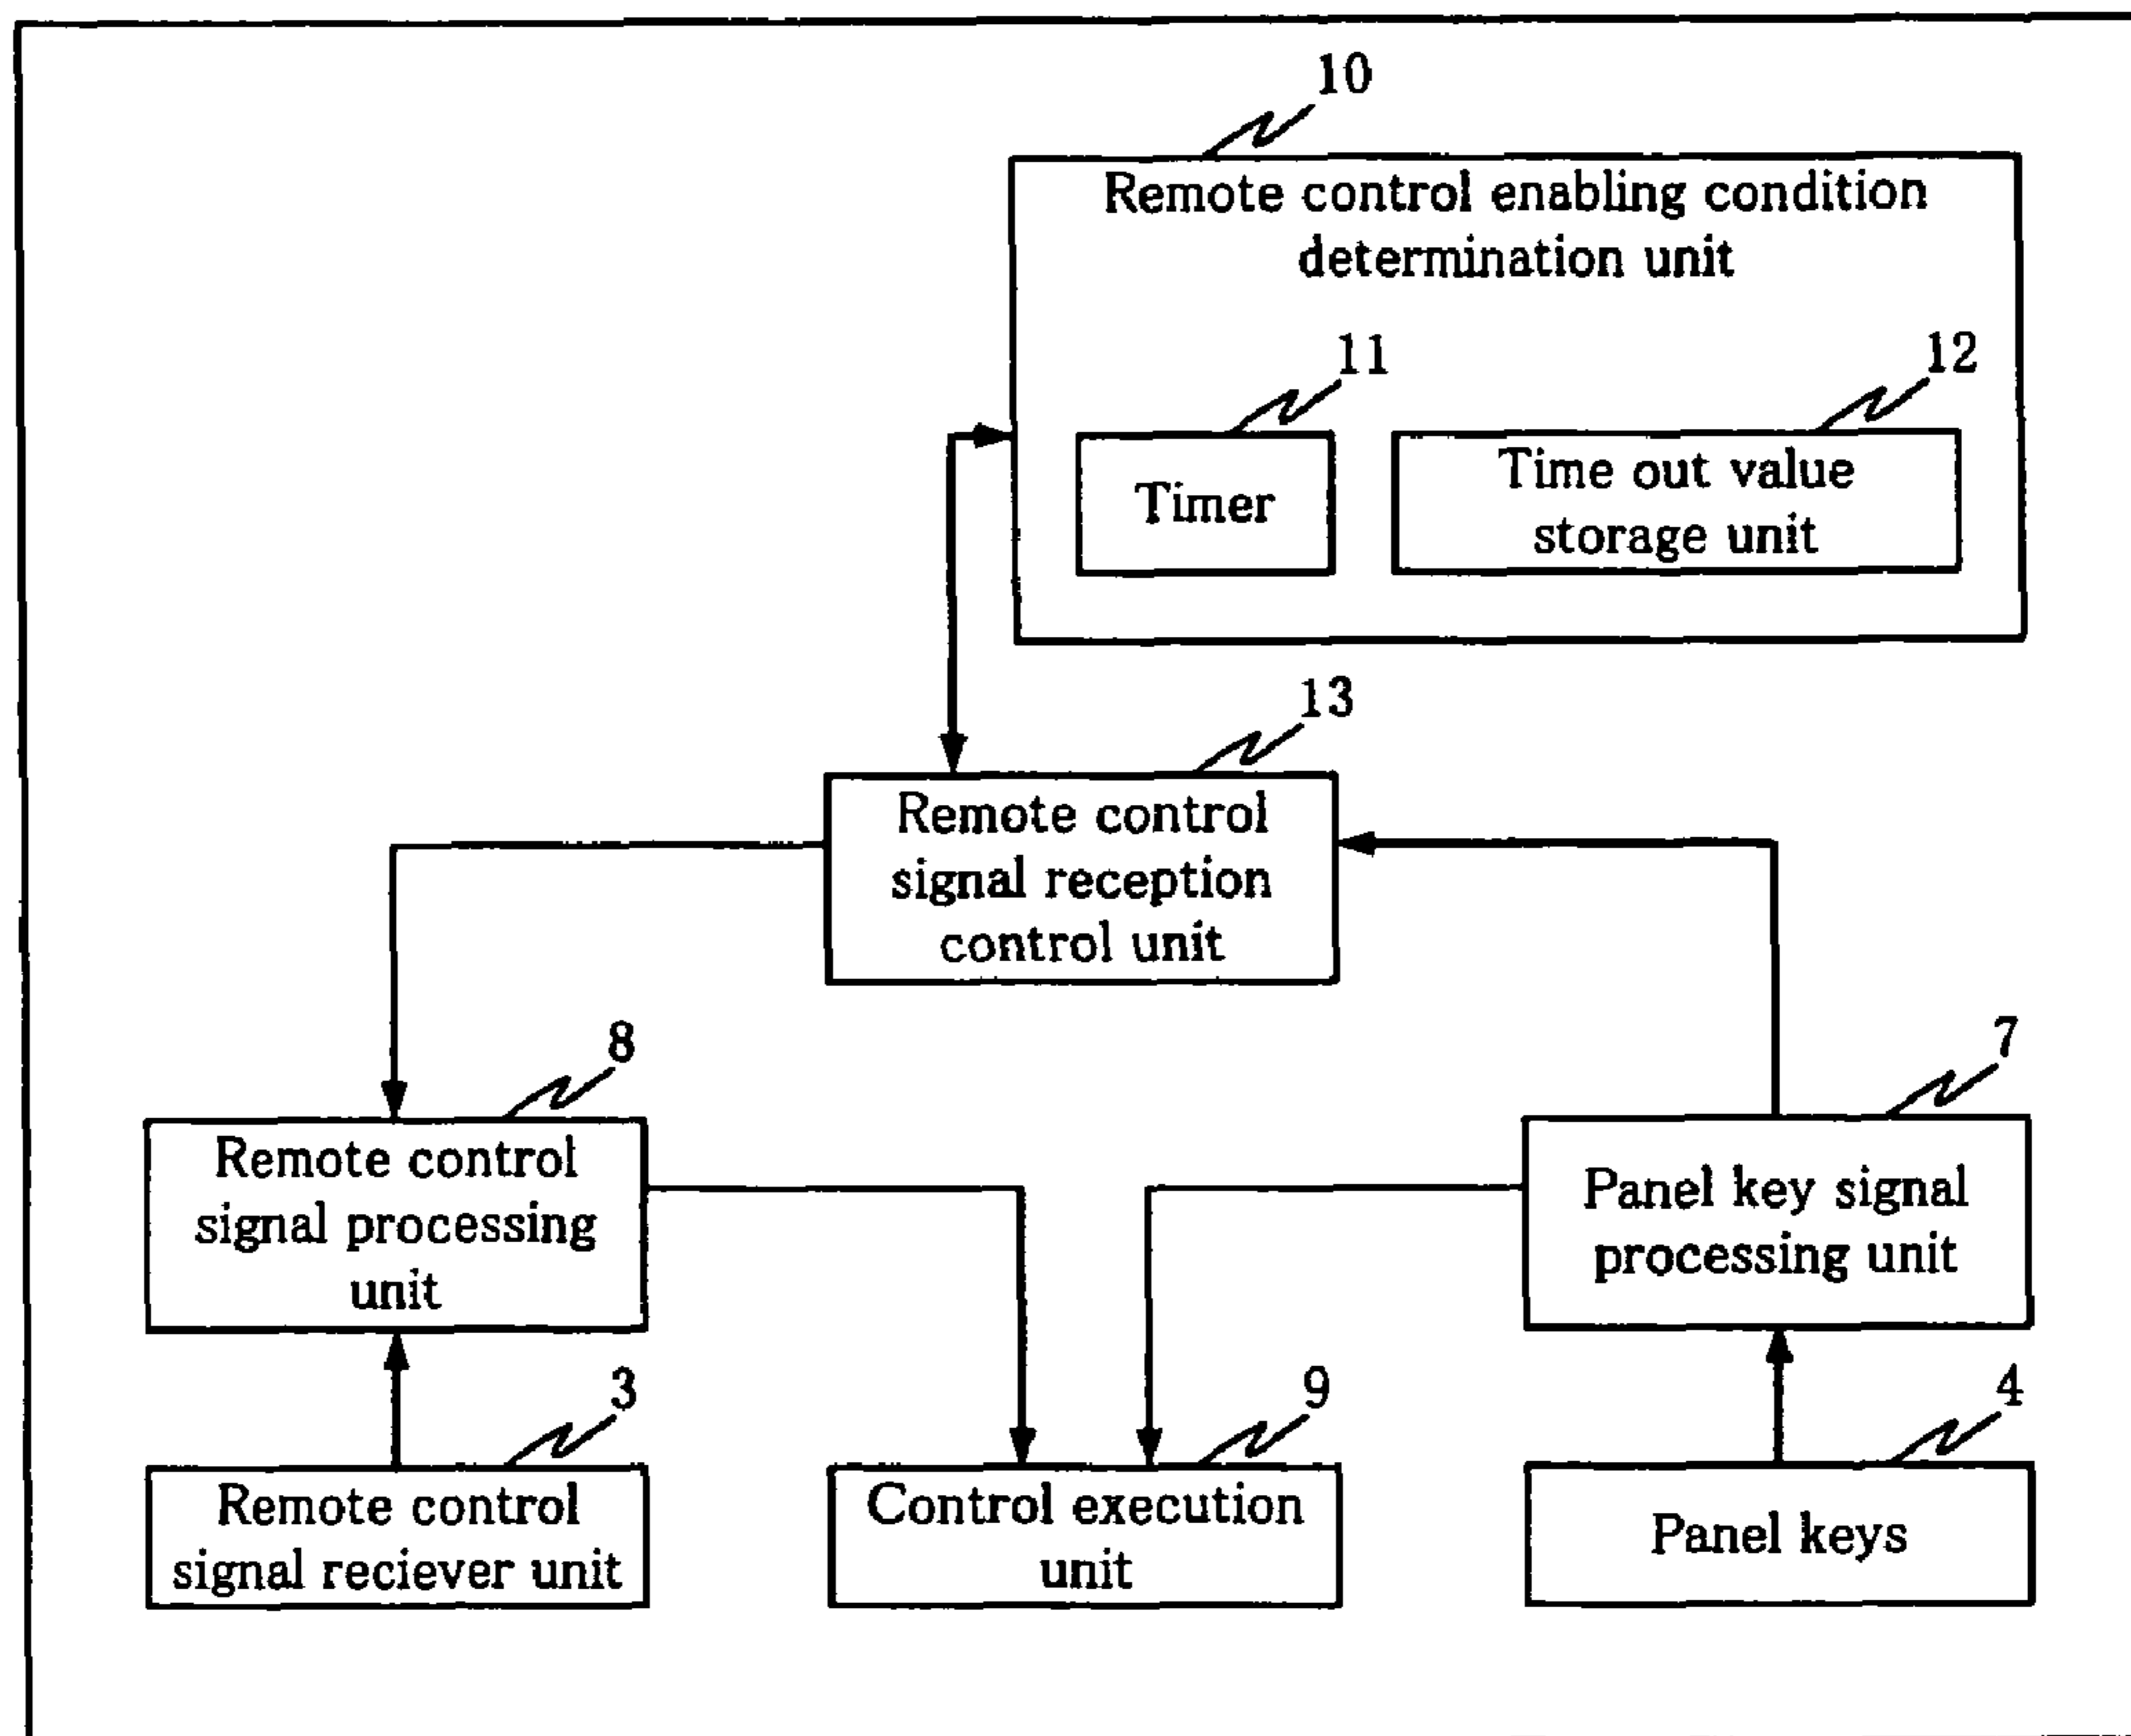 10
Remote control enabling condition
determination unit
11
12
Timer
Time out value
storage unit
13
Remote control
signal reception
control unit
8
7
Remote control
signal processing
unit
Panel key signal
processing unit
3
9
4
Remote control
signal reciever unit
Control execution
unit
Panel keys